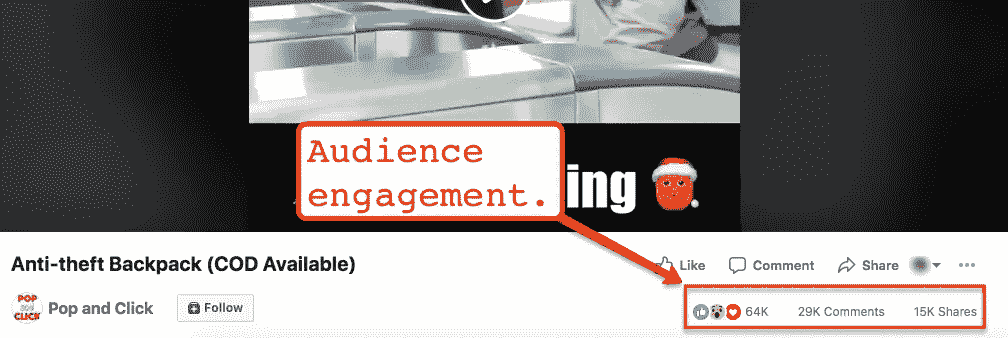 Audience
engagement.
ing
Anti-theft Backpack (COD Available)
Like
Comment
Share
POP
CLICK
Pop and Click
Follow
64K
29K Comments
15K Shares